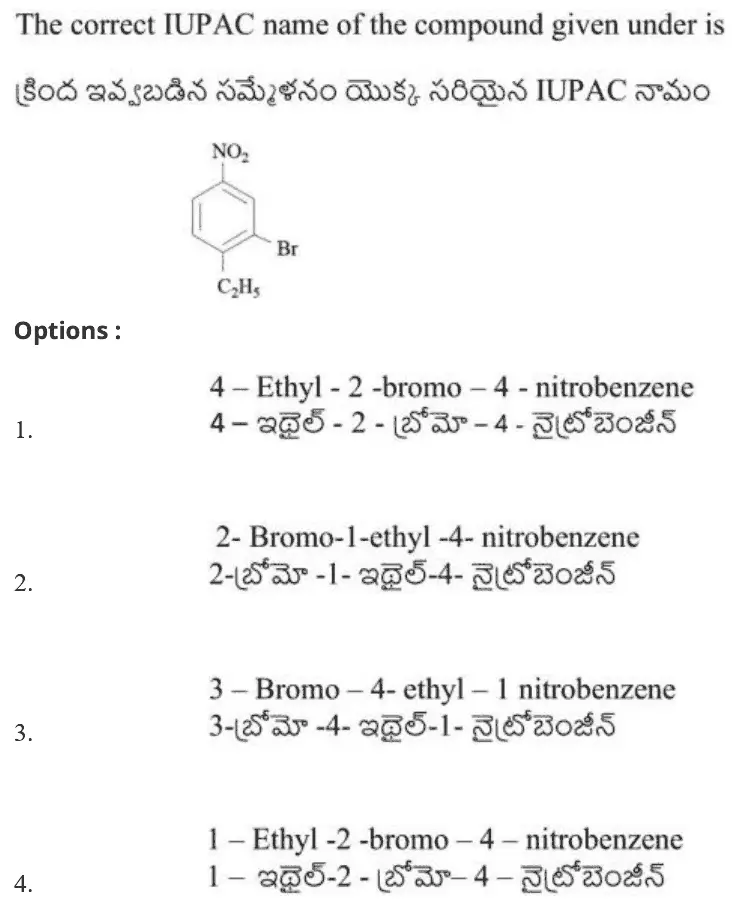 The correct IUPAC name of the compound given under is
క్రింద ఇవ్వబడిన సమ్మేళనం యొక్క సరియైన IUPAC నామం
NO₂
Br
C₂H₅
Options :
4 – Ethyl - 2 -bromo – 4 - nitrobenzene
1. 4 – ఇథైల్ - 2 - బ్రోమో – 4 - నైట్రోబెంజీన్
2- Bromo-1-ethyl -4- nitrobenzene
2. 2-బ్రోమో -1- ఇథైల్-4- నైట్రోబెంజీన్
3 – Bromo – 4- ethyl – 1 nitrobenzene
3. 3-బ్రోమో -4- ఇథైల్-1- నైట్రోబెంజీన్
1 – Ethyl -2 -bromo – 4 – nitrobenzene
4. 1 – ఇథైల్-2 - బ్రోమో– 4 – నైట్రోబెంజీన్